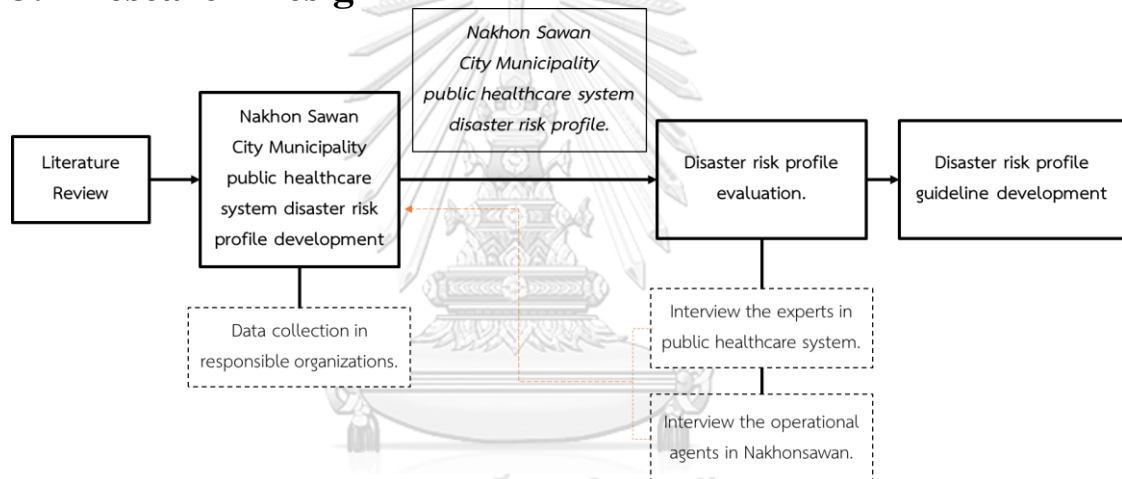 Nakhon Sawan
City Municipality
public healthcare system
disaster risk profile.
Literature
Review
Nakhon Sawan
City Municipality
public healthcare
system disaster risk
profile development
Disaster risk profile
evaluation.
Disaster risk profile
guideline development
Data collection in
responsible organizations.
Interview the experts in
public healthcare system.
Interview the operational
agents in Nakhonsawan.